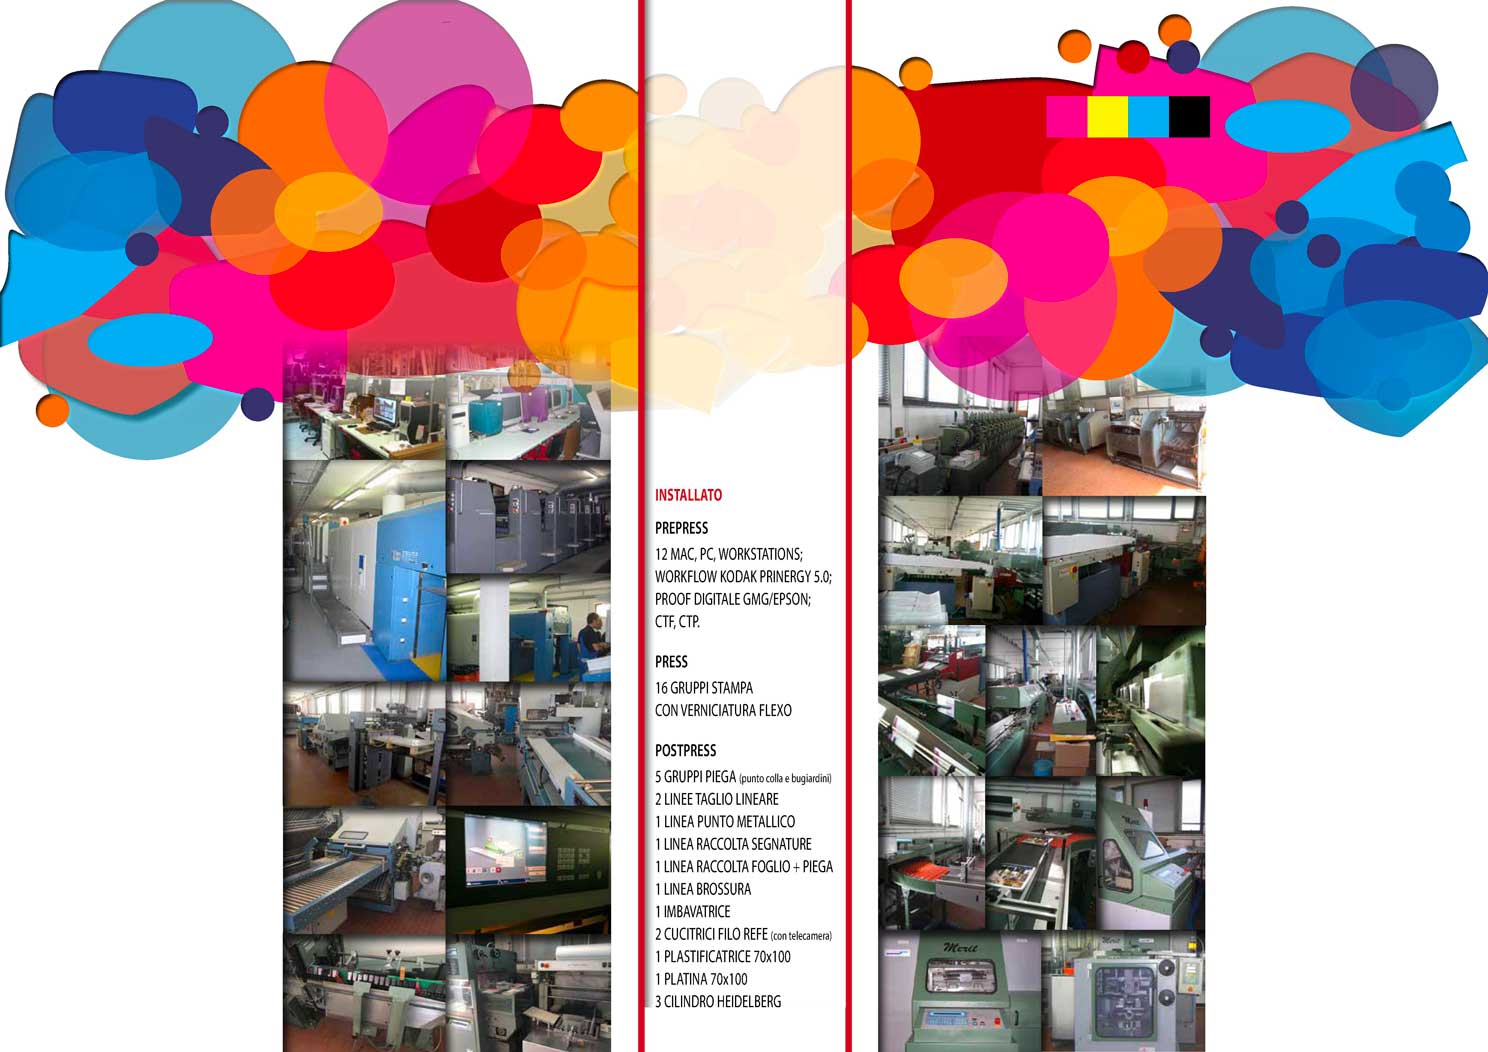 INSTALLATO
PREPRESS
12 MAC, PC, WORKSTATIONS;
WORKFLOW KODAK PRINERGY 5.0;
PROOF DIGITALE GMG/EPSON;
CTF, CTP.
PRESS
16 GRUPPI STAMPA
CON VERNICIATURA FLEXO
POSTPRESS
5 GRUPPI PIEGA (punto colla e bugiardini)
2 LINEE TAGLIO LINEARE
1 LINEA PUNTO METALLICO
1 LINEA RACCOLTA SEGNATURE
1 LINEA RACCOLTA FOGLIO + PIEGA
1 LINEA BROSSURA
1 IMBAVATRICE
2 CUCITRICI FILO REFE (con telecamera)
1 PLASTIFICATRICE 70x100
1 PLATINA 70x100
3 CILINDRO HEIDELBERG
Merit
Merit
Merit